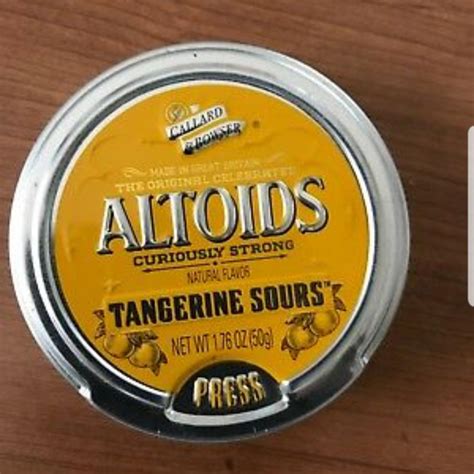 CALLARD
& BOWSER
MADE IN GREAT BRITAIN
THE ORIGINAL CELEBRATED
ALTOIDS
CURIOUSLY STRONG
NATURAL FLAVOR
TANGERINE SOURS™
NET WT 1.76 OZ (50g)
PRESS